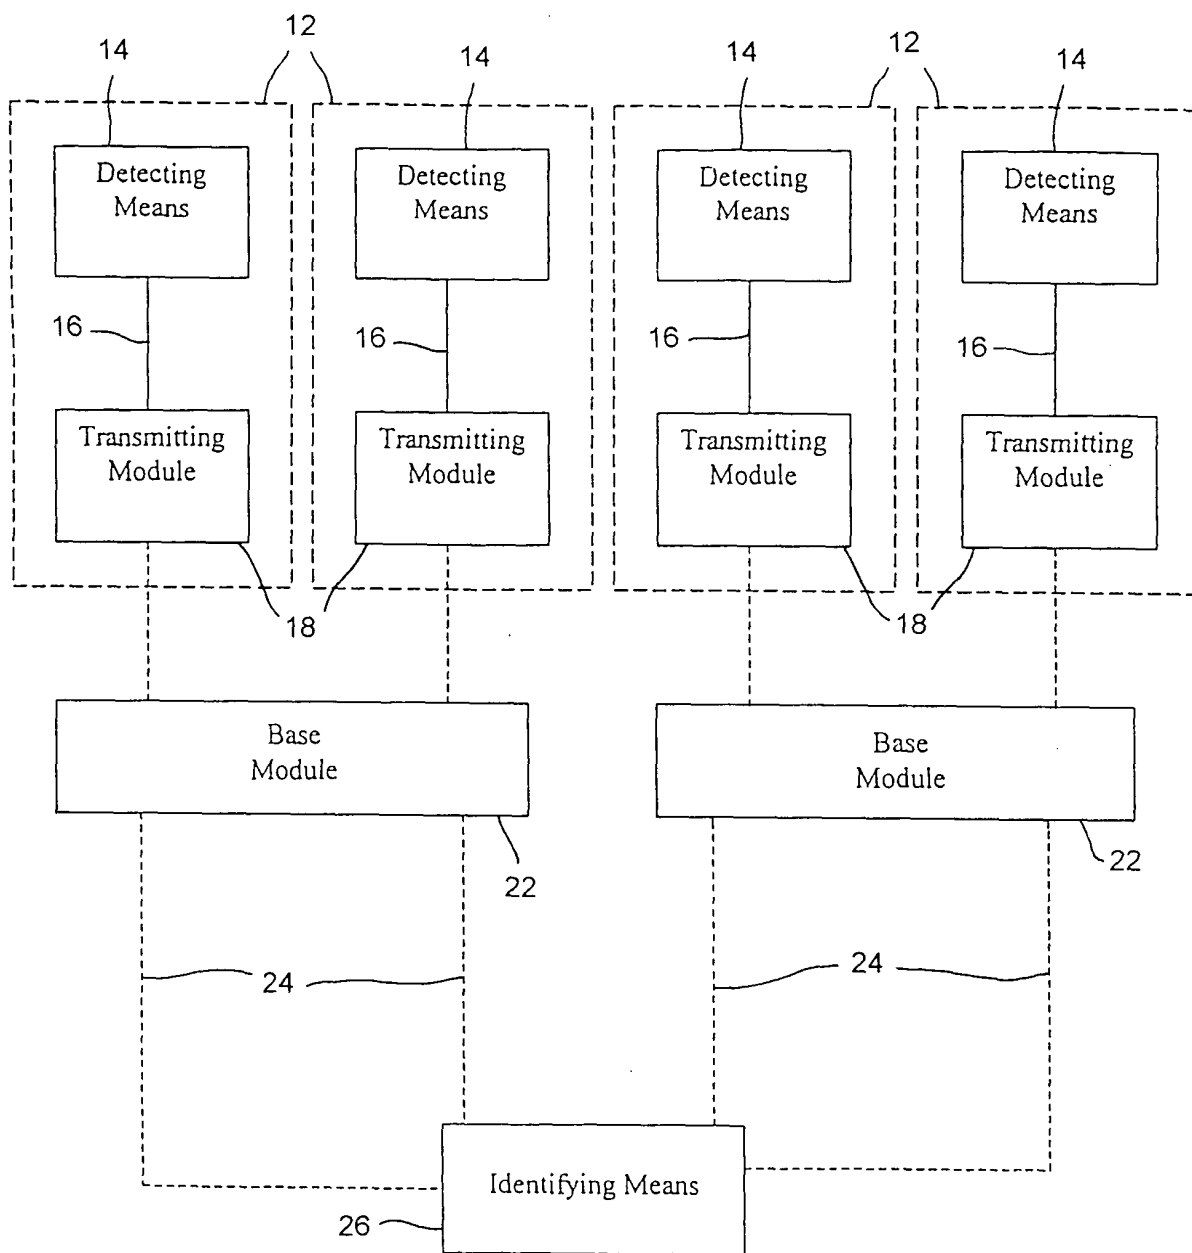 12
12
14
14
14
14
Detecting
Means
Detecting
Means
Detecting
Means
Detecting
Means
16
16
16
16
Transmitting
Module
Transmitting
Module
Transmitting
Module
Transmitting
Module
18
18
Base
Module
Base
Module
22
22
24
24
Identifying Means
26